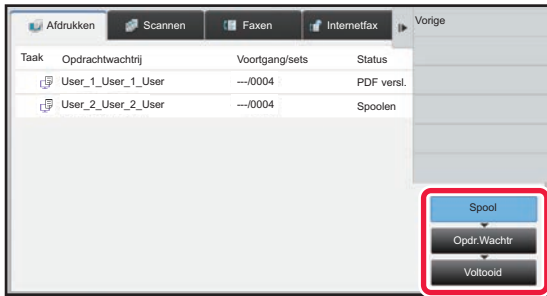 Afdrukken Scannen Faxen Internetfax Vorige
Taak Opdrachtwachtrij Voortgang/sets Status
User_1_User_1_User ---/0004 PDF versl.
User_2_User_2_User ---/0004 Spoolen
Spool
Opdr.Wachtr
Voltooid